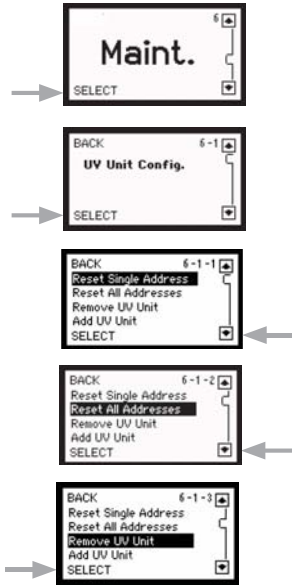 6
Maint.
SELECT
BACK 6-1
UV Unit Config.
SELECT
BACK 6-1-1
Reset Single Address
Reset All Addresses
Remove UV Unit
Add UV Unit
SELECT
BACK 6-1-2
Reset Single Address
Reset All Addresses
Remove UV Unit
Add UV Unit
SELECT
BACK 6-1-3
Reset Single Address
Reset All Addresses
Remove UV Unit
Add UV Unit
SELECT